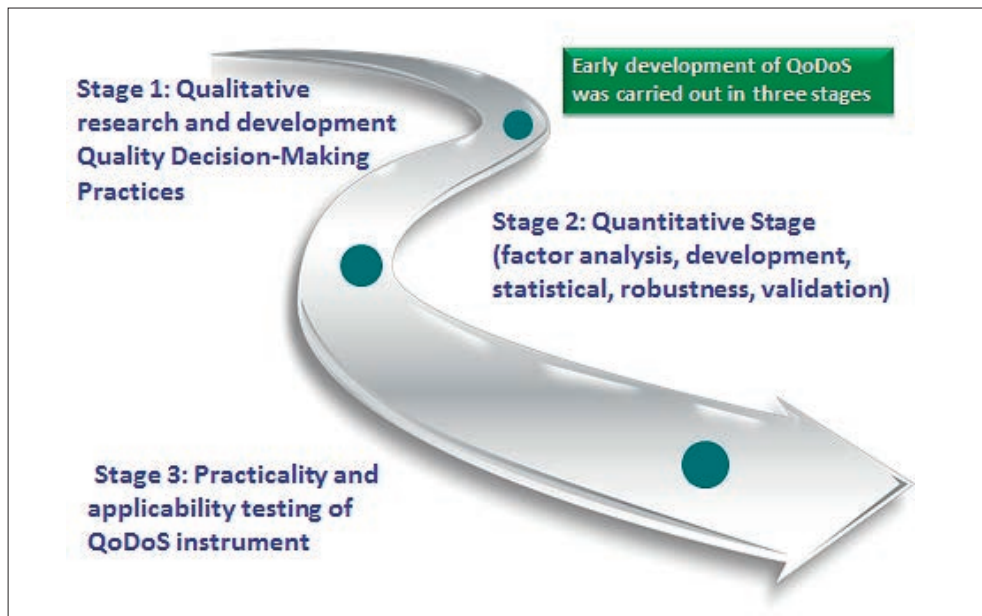 Early development of QoDoS
was carried out in three stages
Stage 1: Qualitative
research and development
Quality Decision-Making
Practices
Stage 2: Quantitative Stage
(factor analysis, development,
statistical, robustness, validation)
Stage 3: Practicality and
applicability testing of
QoDoS instrument